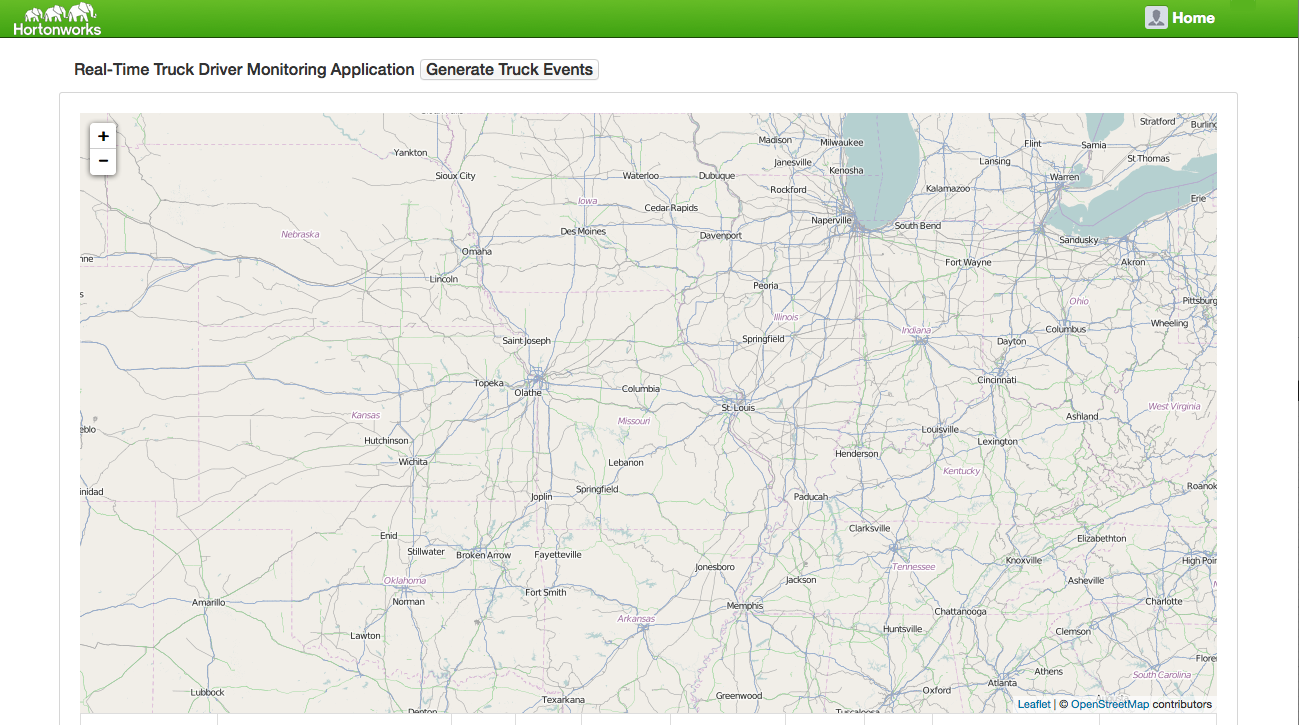 Hortonworks
Home
Real-Time Truck Driver Monitoring Application Generate Truck Events
+
−
Stratford
Burling
Madison
Milwaukee
Flint
Sarnia
Yankton
Janesville
Lansing
St Thomas
Sioux City
Waterloo
Dubuque
Kenosha
Warren
Rockford
Kalamazoo
Iowa
Cedar Rapids
Erie
Nebraska
Des Moines
Davenport
Naperville
South Bend
Sandusky
Omaha
nne
Fort Wayne
Akron
Lincoln
Peoria
s
Ohio
Pittsburg
Illinois
Indiana
Columbus
Wheeling
Saint Joseph
Springfield
Dayton
Topeka
Olathe
Columbia
Cincinnati
St. Louis
Kansas
Missouri
Ashland
West Virginia
eblo
Hutchinson
Louisville
Lexington
Wichita
Lebanon
Henderson
Kentucky
inidad
Joplin
Springfield
Paducah
Roanok
Enid
Clarksville
Elizabethton
Stillwater
Broken Arrow
Fayetteville
Tennessee
Knoxville
High Poin
Oklahoma
Jonesboro
Jackson
Asheville
N
Amarillo
Norman
Fort Smith
Memphis
Chattanooga
Charlotte
Lawton
Arkansas
Huntsville
Clemson
Lubbock
Texarkana
Greenwood
Oxford
Atlanta
Athens
South Carolina
Flore
Denton
Tuscaloosa
Leaflet | © OpenStreetMap contributors